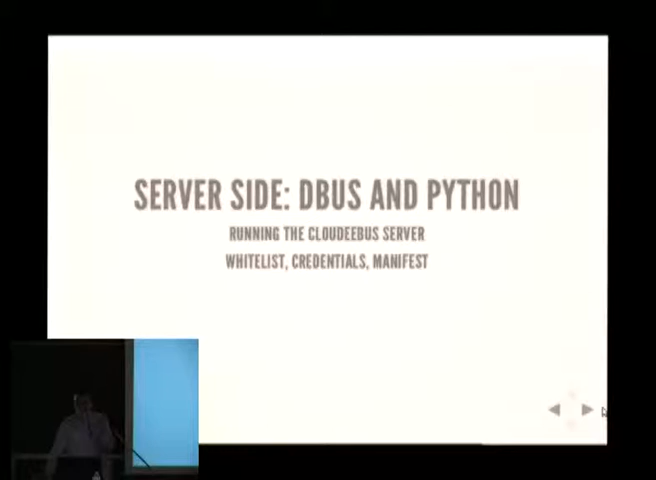 SERVER SIDE: DBUS AND PYTHON
RUNNING THE CLOUDEEBUS SERVER
WHITELIST, CREDENTIALS, MANIFEST